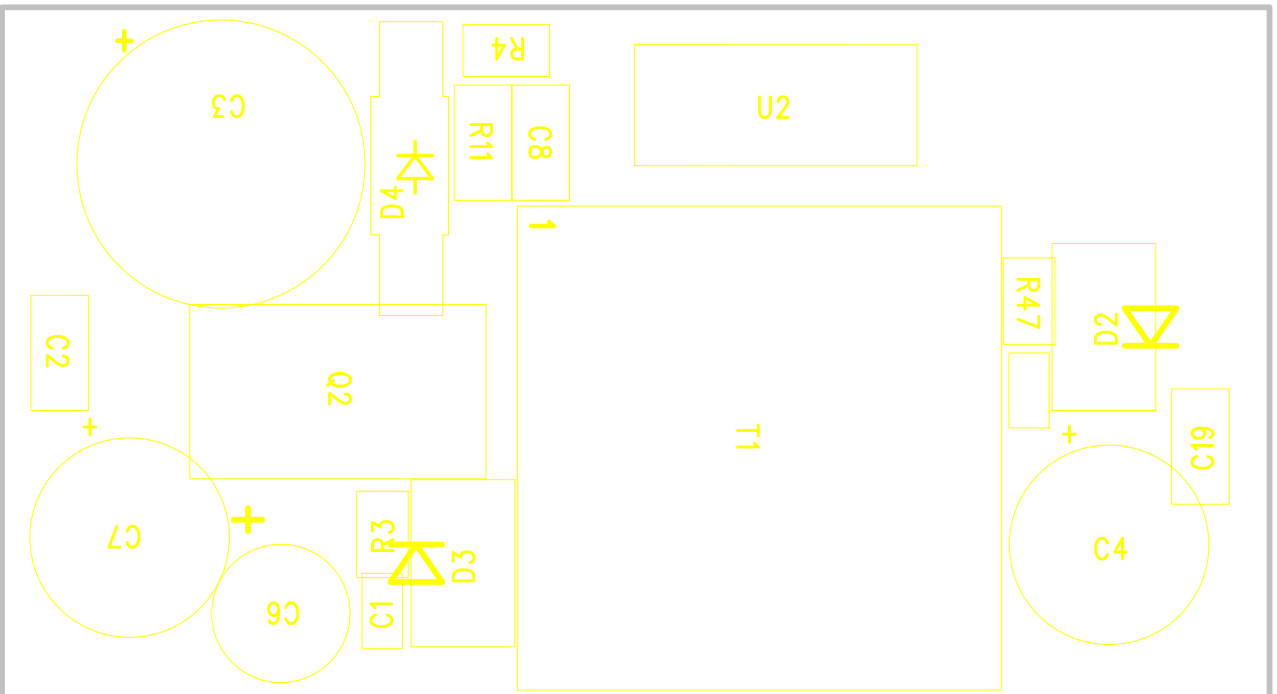 +
C3
R4
U2
R11
C8
D4
1
R47
D2
C2
Q2
+
+
T1
C19
+
C7
R3
C4
D3
C6
C1